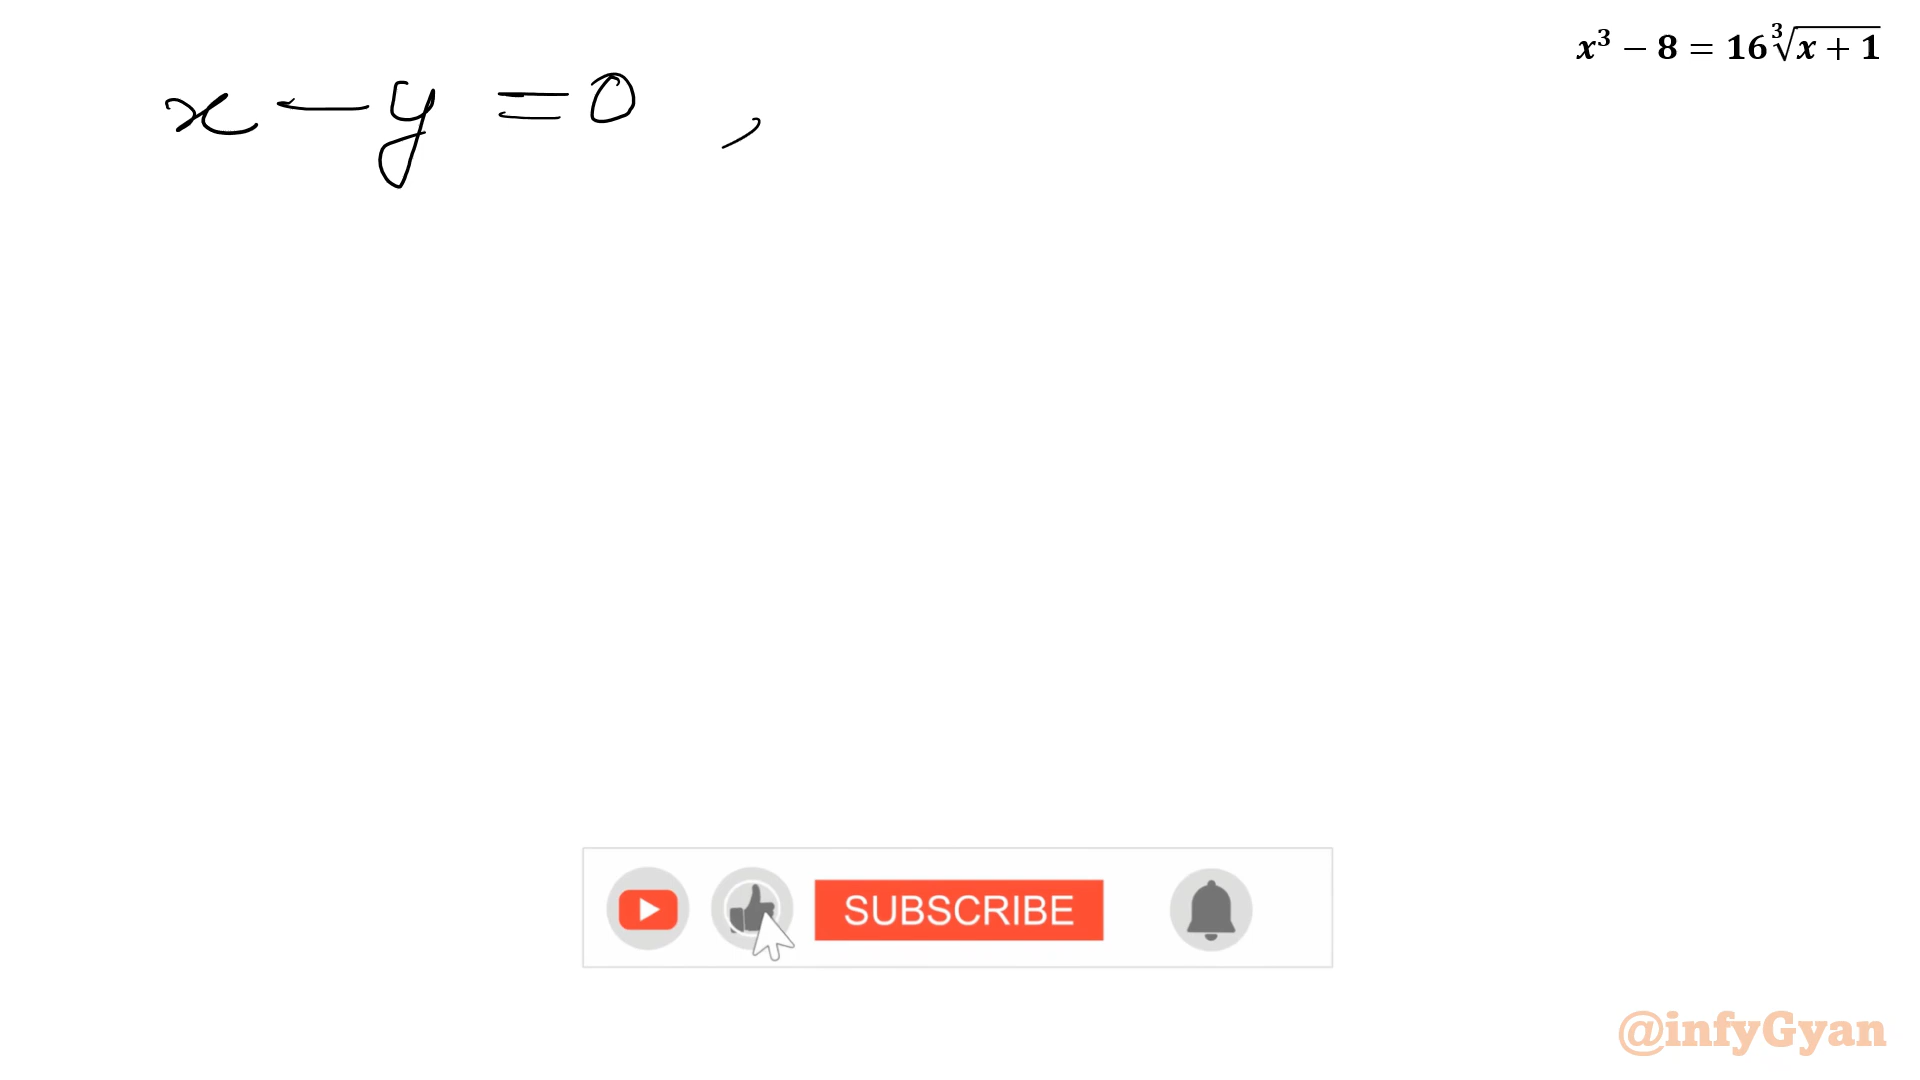 x³ − 8 = 16∛(x + 1)
x − y = 0 ,
SUBSCRIBE
@infyGyan